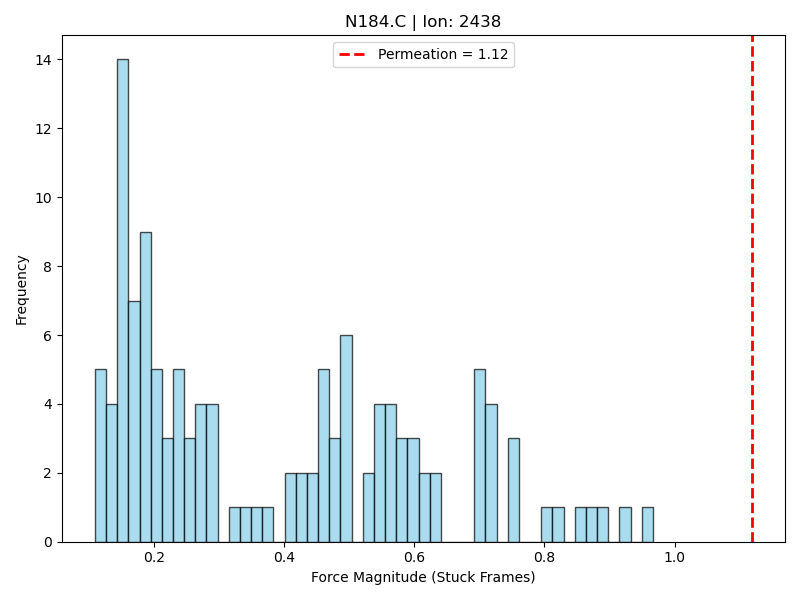 N184.C | Ion: 2438
Permeation = 1.12
14
12
10
8
6
4
2
0
Frequency
0.2 0.4 0.6 0.8 1.0
Force Magnitude (Stuck Frames)